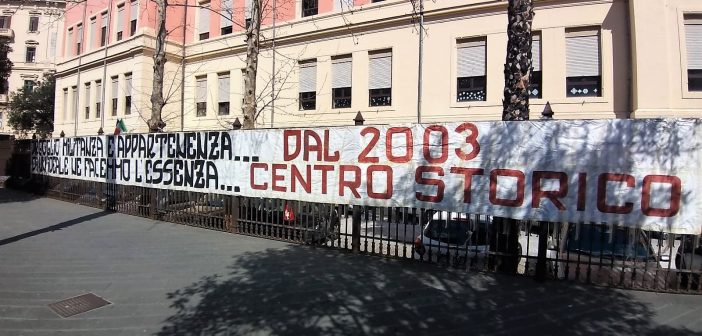 ORGOGLIO MILITANZA E APPARTENENZA... DAL 2003
IDEALE NE FACEMMO L'ESSENZA... CENTRO STORICO